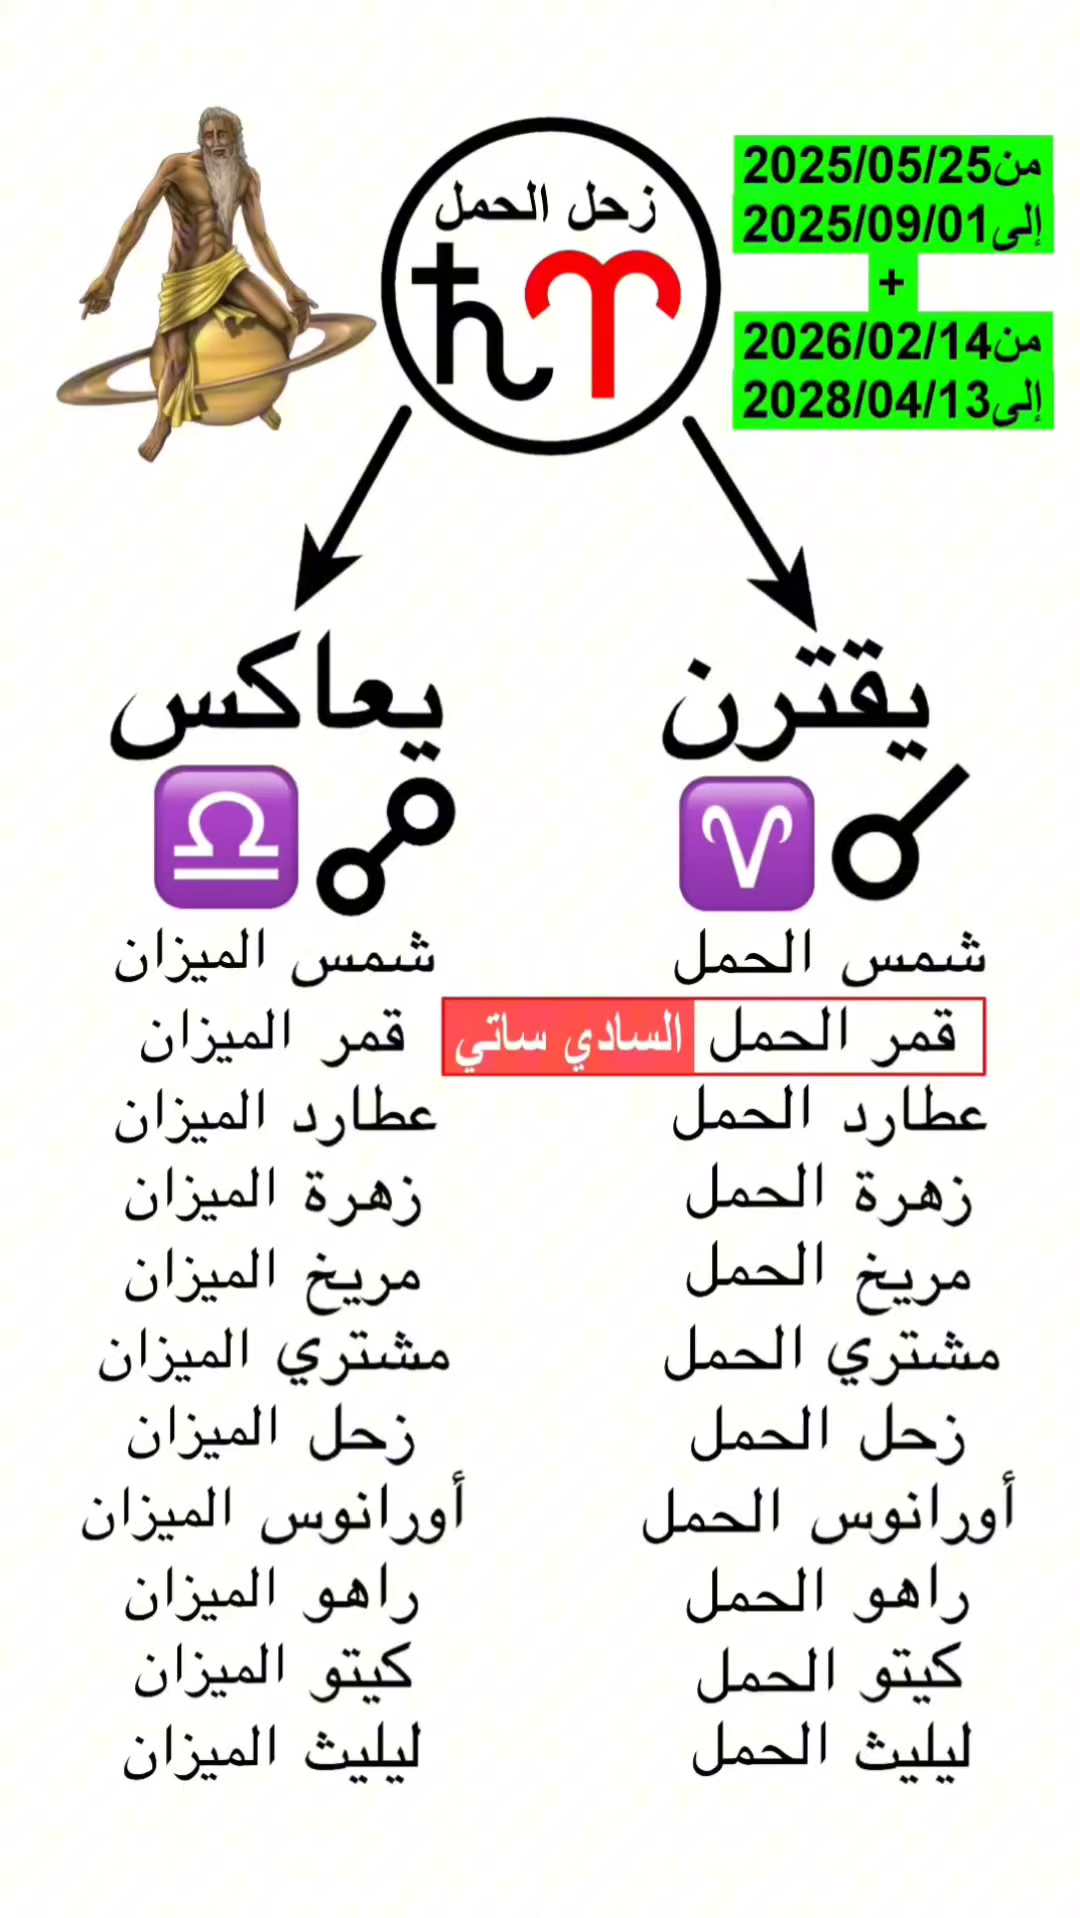 زحل الحمل
من2025/05/25
إلى2025/09/01
+
من2026/02/14
إلى2028/04/13
يقترن
شمس الحمل
قمر الحمل السادي ساتي
عطارد الحمل
زهرة الحمل
مريخ الحمل
مشتري الحمل
زحل الحمل
أورانوس الحمل
راهو الحمل
كيتو الحمل
ليليث الحمل
يعاكس
شمس الميزان
قمر الميزان
عطارد الميزان
زهرة الميزان
مريخ الميزان
مشتري الميزان
زحل الميزان
أورانوس الميزان
راهو الميزان
كيتو الميزان
ليليث الميزان